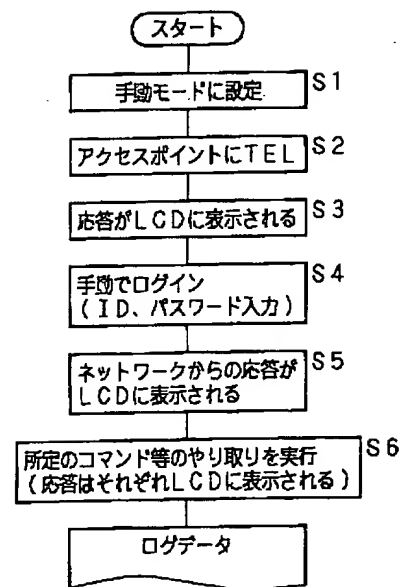 スタート
手動モードに設定 S1
アクセスポイントにTEL S2
応答がLCDに表示される S3
手動でログイン S4
(ID、パスワード入力)
ネットワークからの応答が S5
LCDに表示される
所定のコマンド等のやり取りを実行 S6
(応答はそれぞれLCDに表示される)
ログデータ